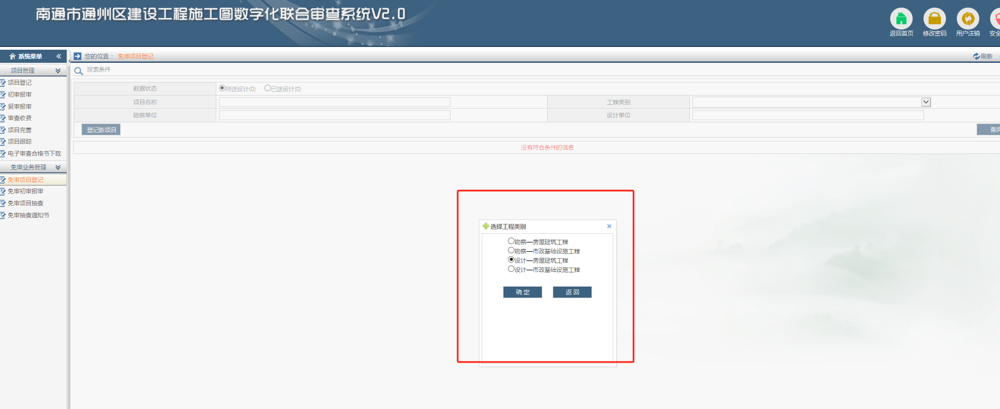 南通市通州区建设工程施工图数字化联合审查系统V2.0
返回首页
修改密码
用户注销
安全
系统菜单
您的位置： 免审项目登记
刷新
项目管理
项目登记
初审报审
复审报审
审查收费
项目完善
项目跟踪
电子审查合格书下载
免审业务管理
免审项目登记
免审初审报审
免审项目抽查
免审抽查通知书
搜索条件
数据状态 待送设计(0) 已送设计(0)
项目名称 工程类别
勘察单位 设计单位
登记新项目 查询
没有符合条件的信息
选择工程类别
勘察—房屋建筑工程
勘察—市政基础设施工程
设计—房屋建筑工程
设计—市政基础设施工程
确 定 返 回